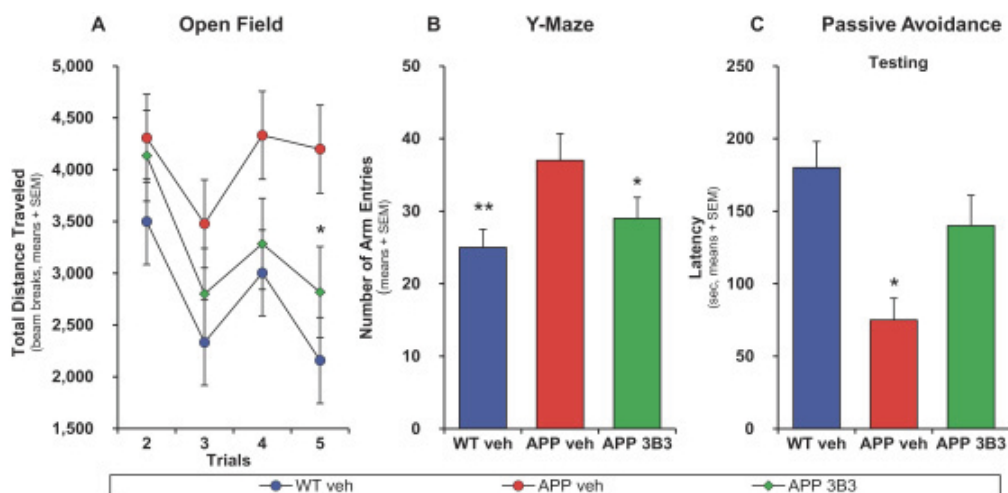 A Open Field
Total Distance Traveled
(beam breaks, means + SEM)
5,000
4,500
4,000
3,500
3,000
2,500
2,000
1,500
*
2 3 4 5
Trials
B Y-Maze
Number of Arm Entries
(means + SEM)
50
40
30
20
10
0
**
*
WT veh APP veh APP 3B3
C Passive Avoidance
Testing
Latency
(sec, means + SEM)
250
200
150
100
50
0
*
WT veh APP veh APP 3B3
WT veh APP veh APP 3B3